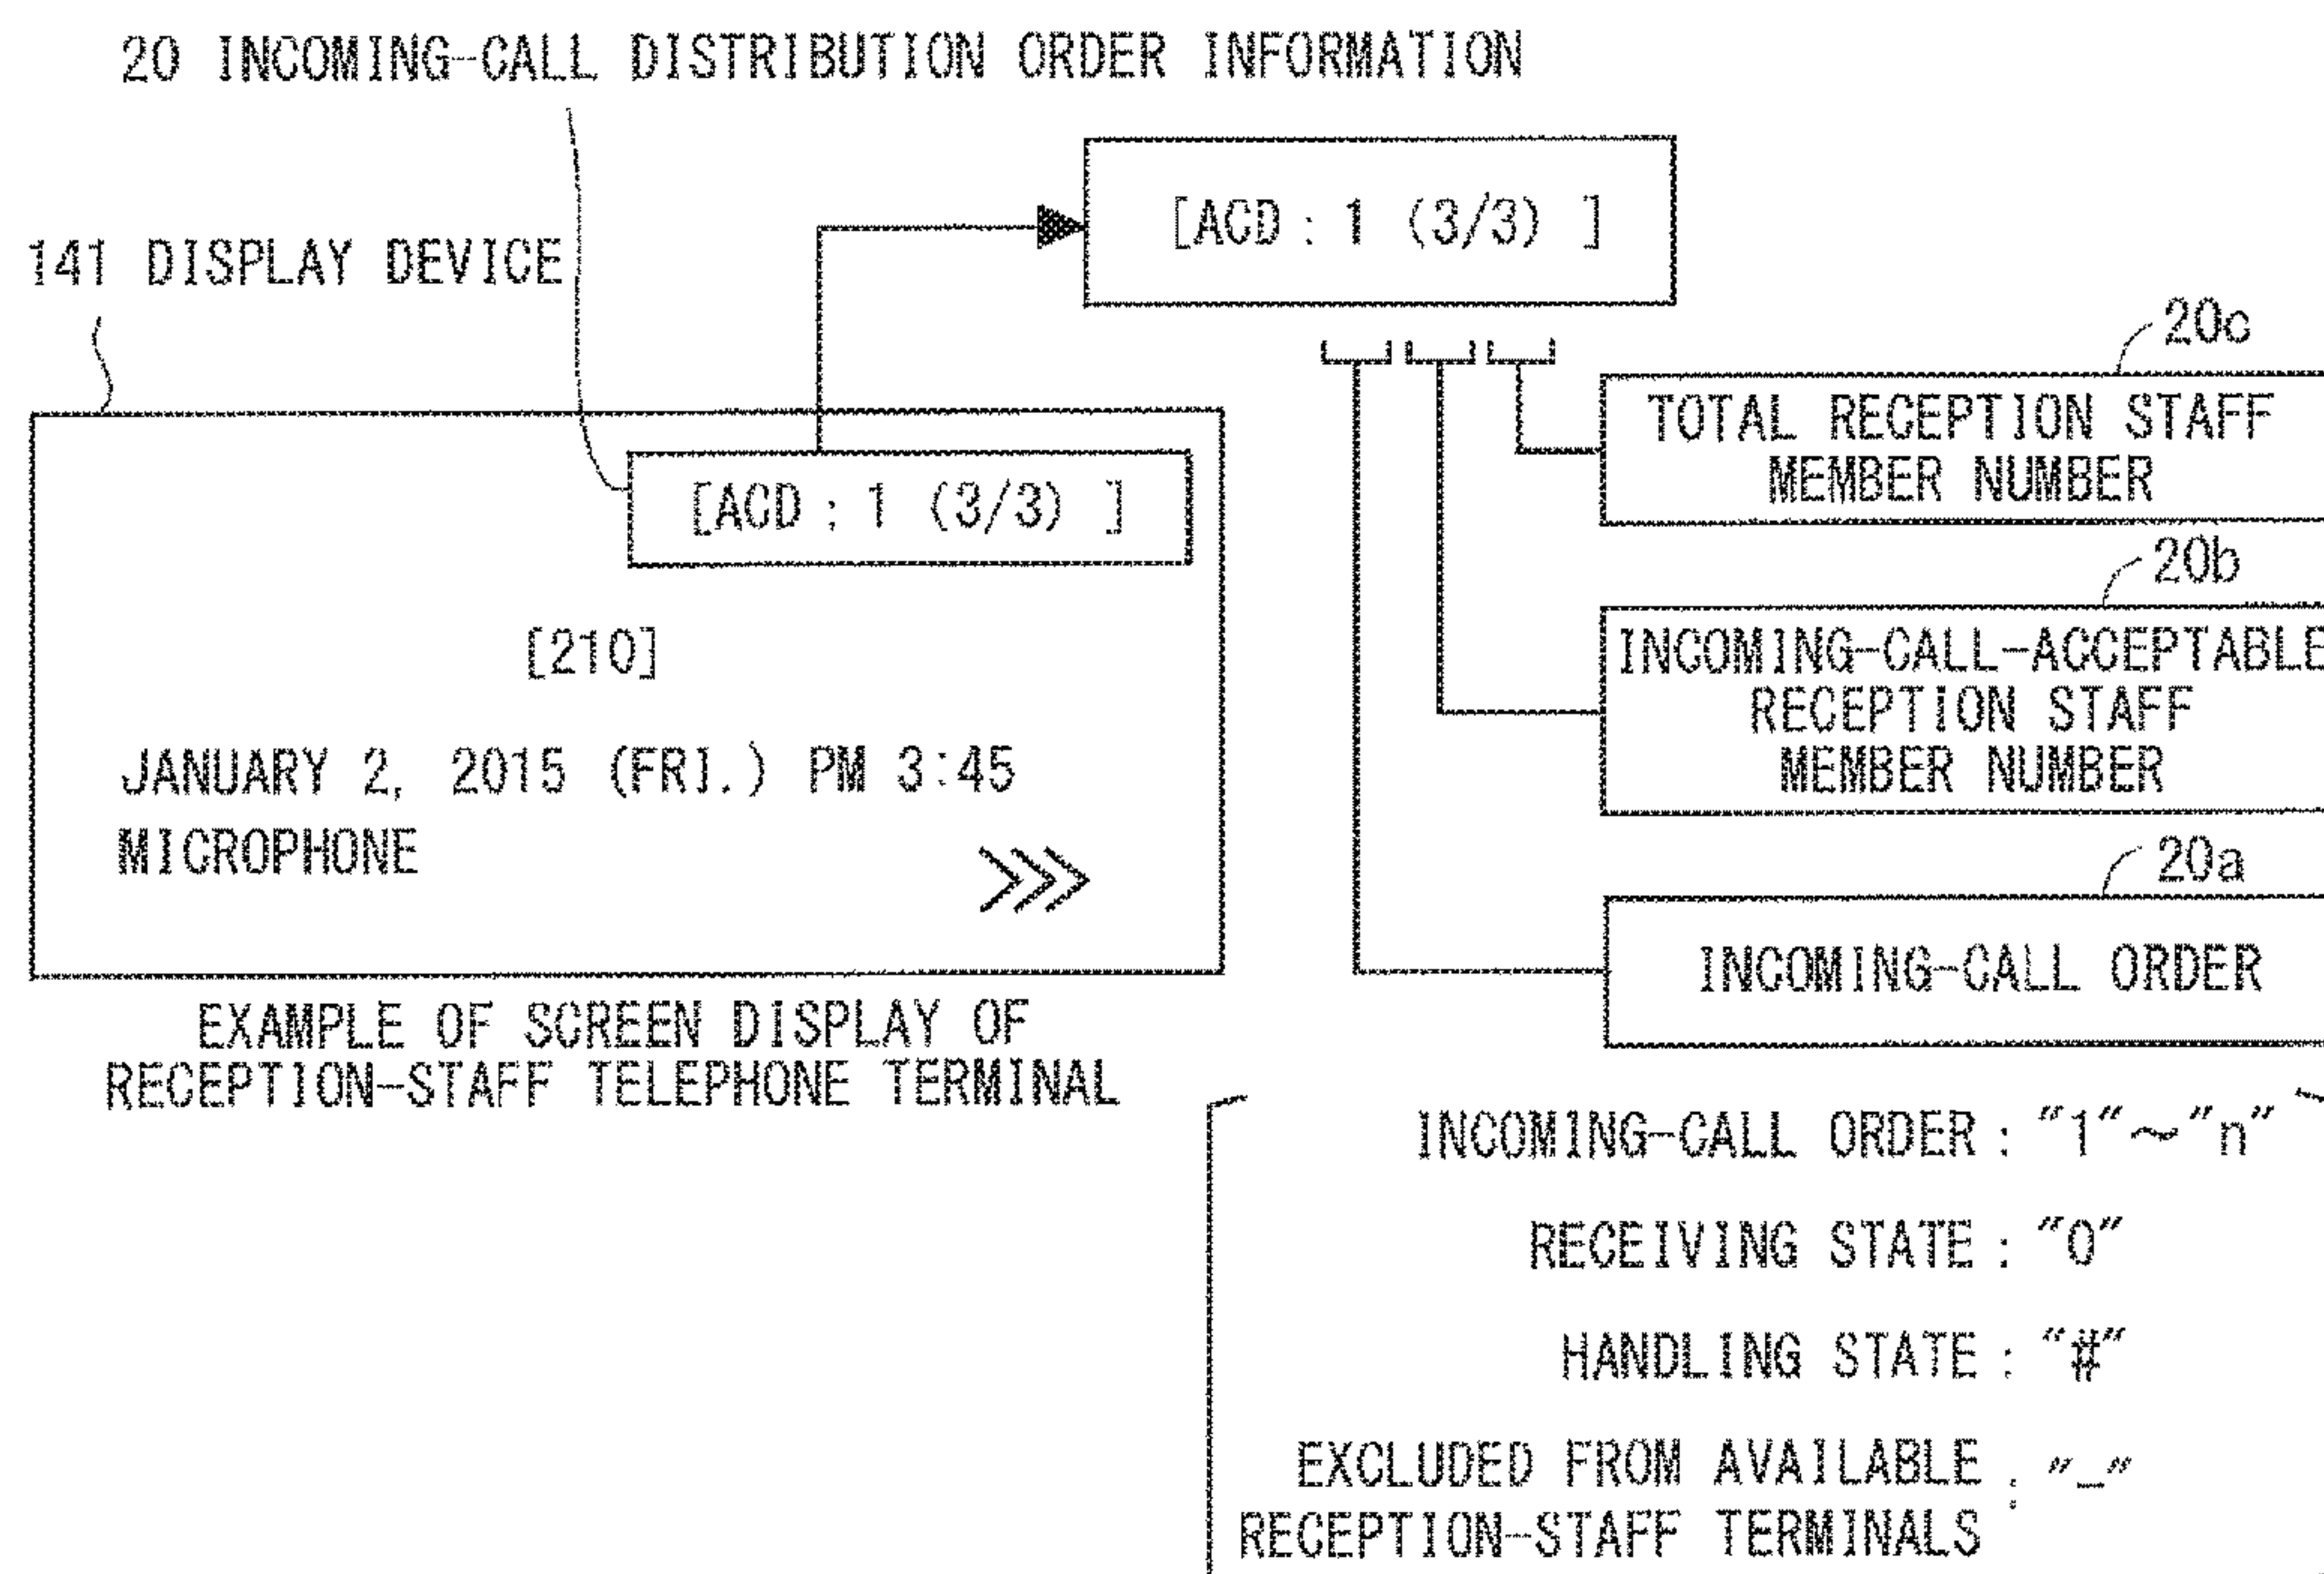 20 INCOMING-CALL DISTRIBUTION ORDER INFORMATION
[ACD : 1 (3/3) ]
141 DISPLAY DEVICE
20c
TOTAL RECEPTION STAFF
MEMBER NUMBER
[ACD : 1 (3/3) ]
20b
[210]
INCOMING-CALL-ACCEPTABLE
RECEPTION STAFF
MEMBER NUMBER
JANUARY 2, 2015 (FRI.) PM 3:45
MICROPHONE
>>>
20a
INCOMING-CALL ORDER
EXAMPLE OF SCREEN DISPLAY OF
RECEPTION-STAFF TELEPHONE TERMINAL
INCOMING-CALL ORDER : "1"~"n"
RECEIVING STATE : "0"
HANDLING STATE : "#"
EXCLUDED FROM AVAILABLE : "_"
RECEPTION-STAFF TERMINALS